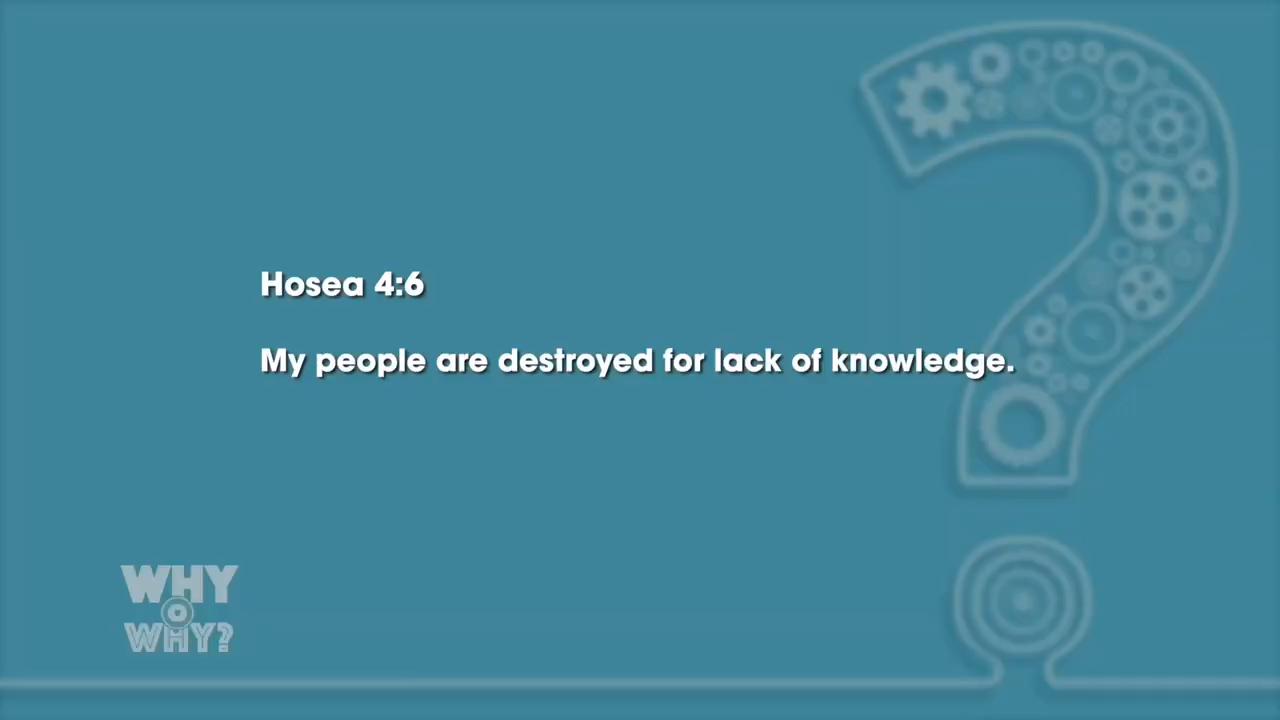 Hosea 4:6
My people are destroyed for lack of knowledge.
WHY
O
WHY?